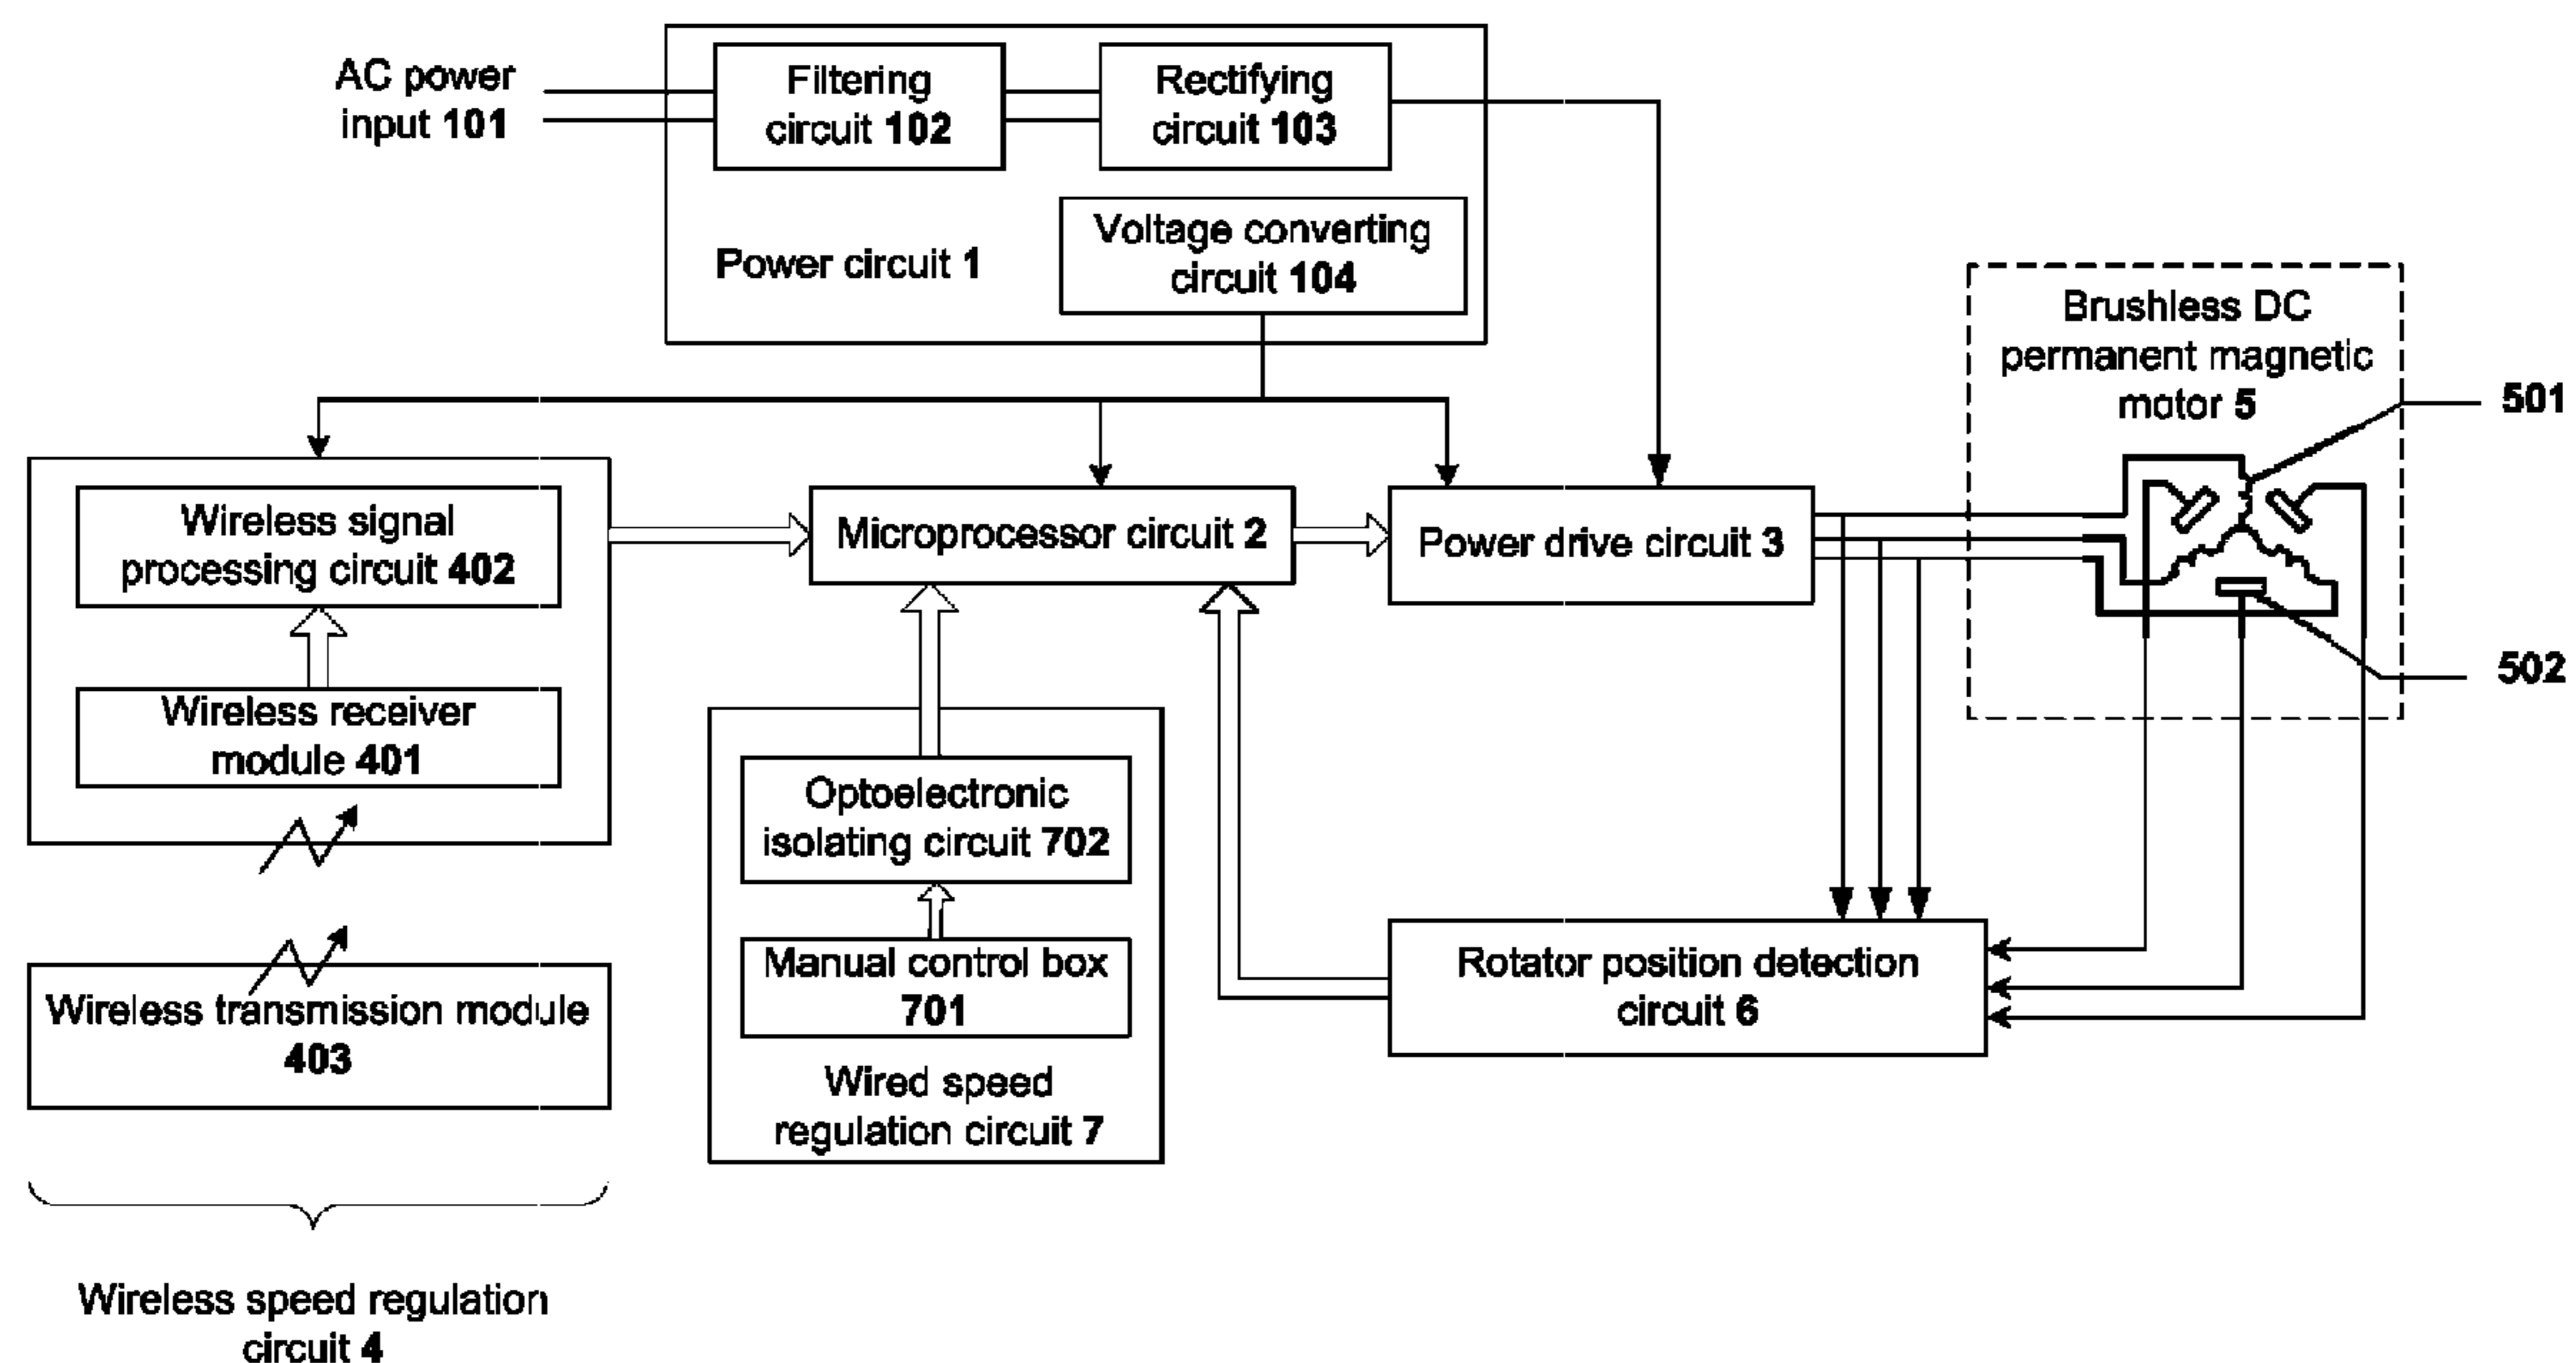 AC power
input 101
Filtering
circuit 102
Rectifying
circuit 103
Voltage converting
circuit 104
Power circuit 1
Brushless DC
permanent magnetic
motor 5
501
502
Wireless signal
processing circuit 402
Microprocessor circuit 2
Power drive circuit 3
Wireless receiver
module 401
Optoelectronic
isolating circuit 702
Manual control box
701
Wired speed
regulation circuit 7
Rotator position detection
circuit 6
Wireless transmission module
403
Wireless speed regulation
circuit 4